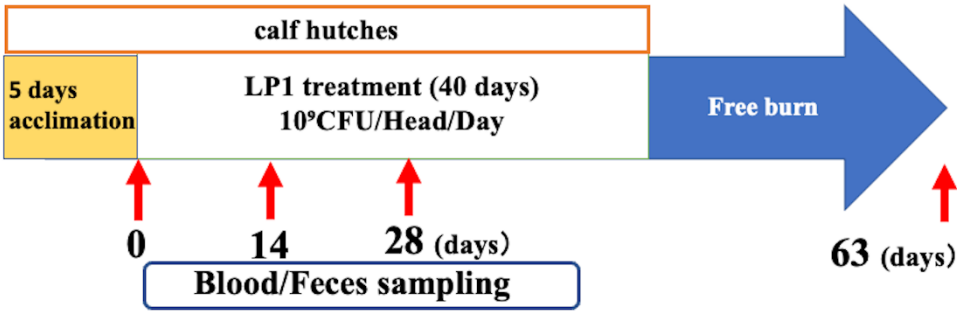 calf hutches
5 days
acclimation
LP1 treatment (40 days)
10⁹CFU/Head/Day
Free burn
0
14
28 (days)
63 (days)
Blood/Feces sampling